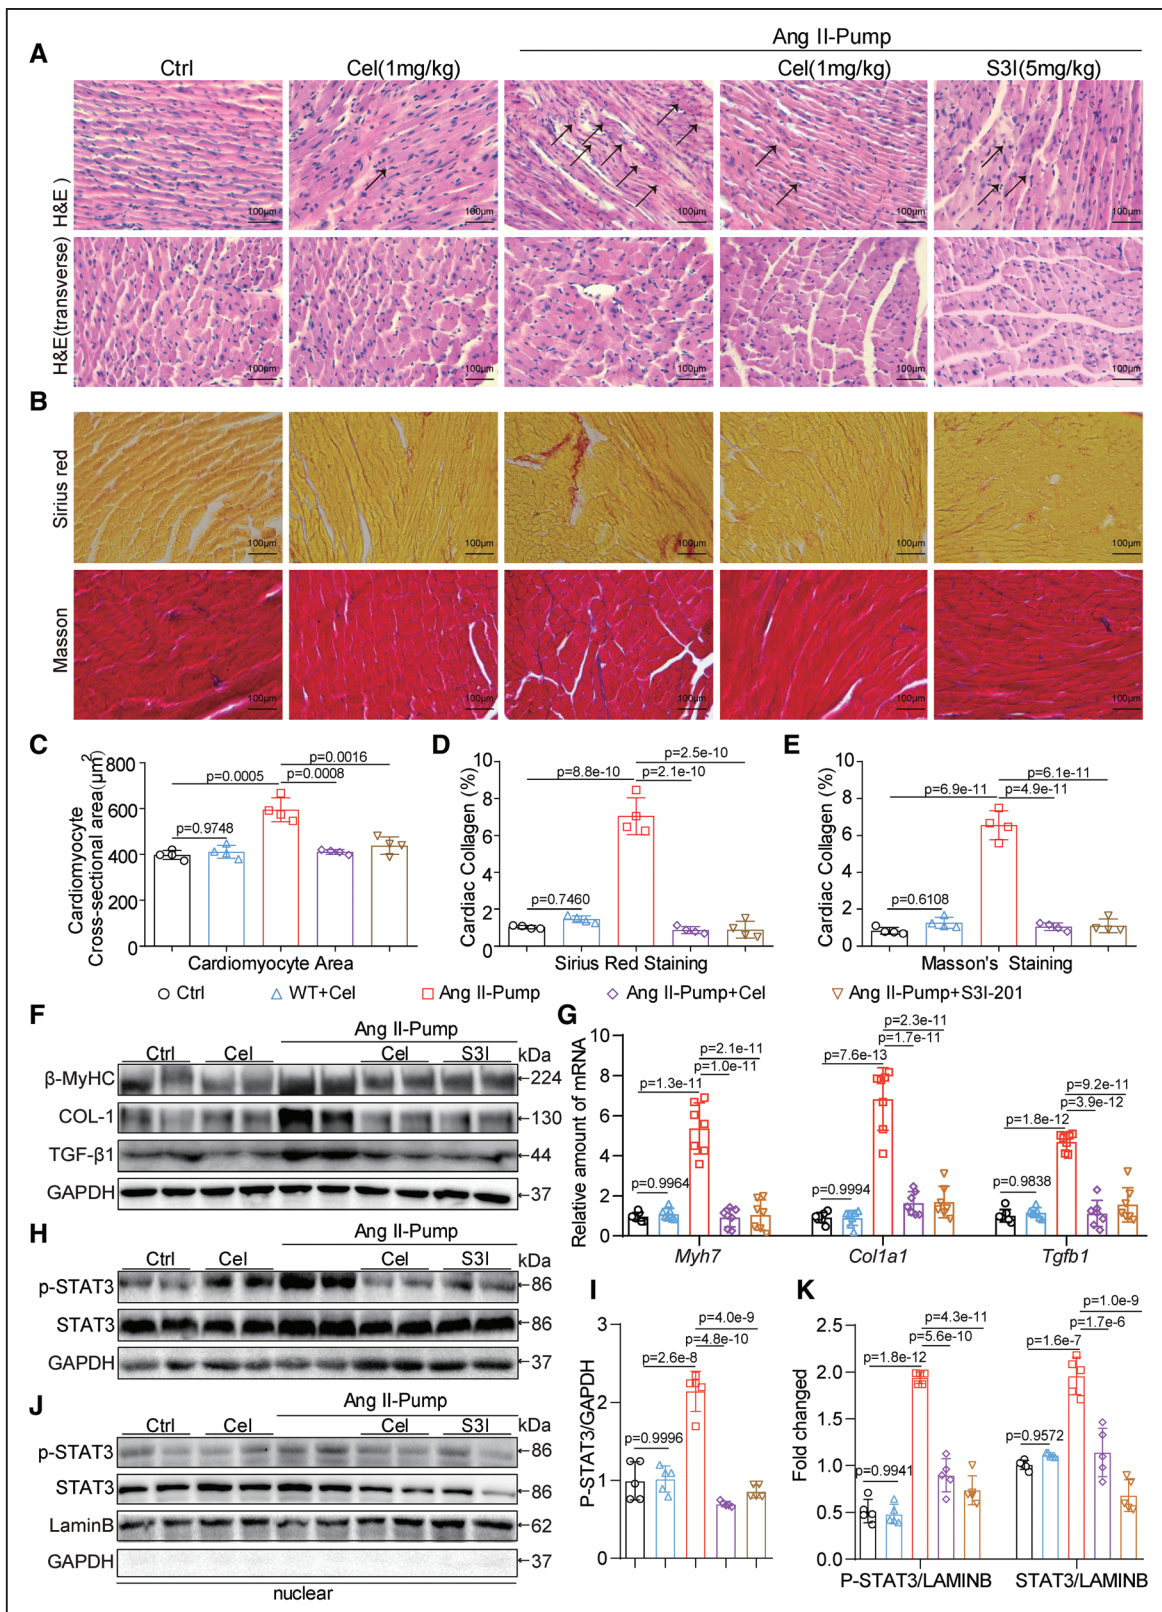 A
Ang II-Pump
Ctrl
Cel(1mg/kg)
Cel(1mg/kg)
S3I(5mg/kg)
H&E )
100μm
100μm
100μm
100μm
100μm
H&E(transverse)
100μm
100μm
100μm
100μm
100μm
B
Sirius red
100μm
100μm
100μm
100μm
100μm
Masson
100μm
100μm
100μm
100μm
100μm
C
Cardiomyocyte
Cross-sectional area(μm²
800
600
400
200
0
p=0.9748
p=0.0005
p=0.0008
p=0.0016
Cardiomyocyte Area
D
Cardiac Collagen (%)
10
8
6
4
2
0
p=0.7460
p=8.8e-10
p=2.1e-10
p=2.5e-10
Sirius Red Staining
E
Cardiac Collagen (%)
10
8
6
4
2
0
p=0.6108
p=6.9e-11
p=4.9e-11
p=6.1e-11
Masson's Staining
Ctrl
WT+Cel
Ang II-Pump
Ang II-Pump+Cel
Ang II-Pump+S3I-201
F
Ang II-Pump
Ctrl Cel Cel S3I kDa
β-MyHC 224
COL-1 130
TGF-β1 44
GAPDH 37
G
Relative amount of mRNA
10
8
6
4
2
0
p=0.9964
p=1.3e-11
p=1.0e-11
p=2.1e-11
p=0.9994
p=7.6e-13
p=1.7e-11
p=2.3e-11
p=0.9838
p=1.8e-12
p=3.9e-12
p=9.2e-11
Myh7
Col1a1
Tgfb1
H
Ang II-Pump
Ctrl Cel Cel S3I kDa
p-STAT3 86
STAT3 86
GAPDH 37
I
P-STAT3/GAPDH
3
2
1
0
p=0.9996
p=2.6e-8
p=4.8e-10
p=4.0e-9
J
Ang II-Pump
Ctrl Cel Cel S3I kDa
p-STAT3 86
STAT3 86
LaminB 62
GAPDH 37
nuclear
K
Fold changed
2.5
2.0
1.5
1.0
0.5
0.0
p=0.9941
p=1.8e-12
p=5.6e-10
p=4.3e-11
p=0.9572
p=1.6e-7
p=1.7e-6
p=1.0e-9
P-STAT3/LAMINB
STAT3/LAMINB